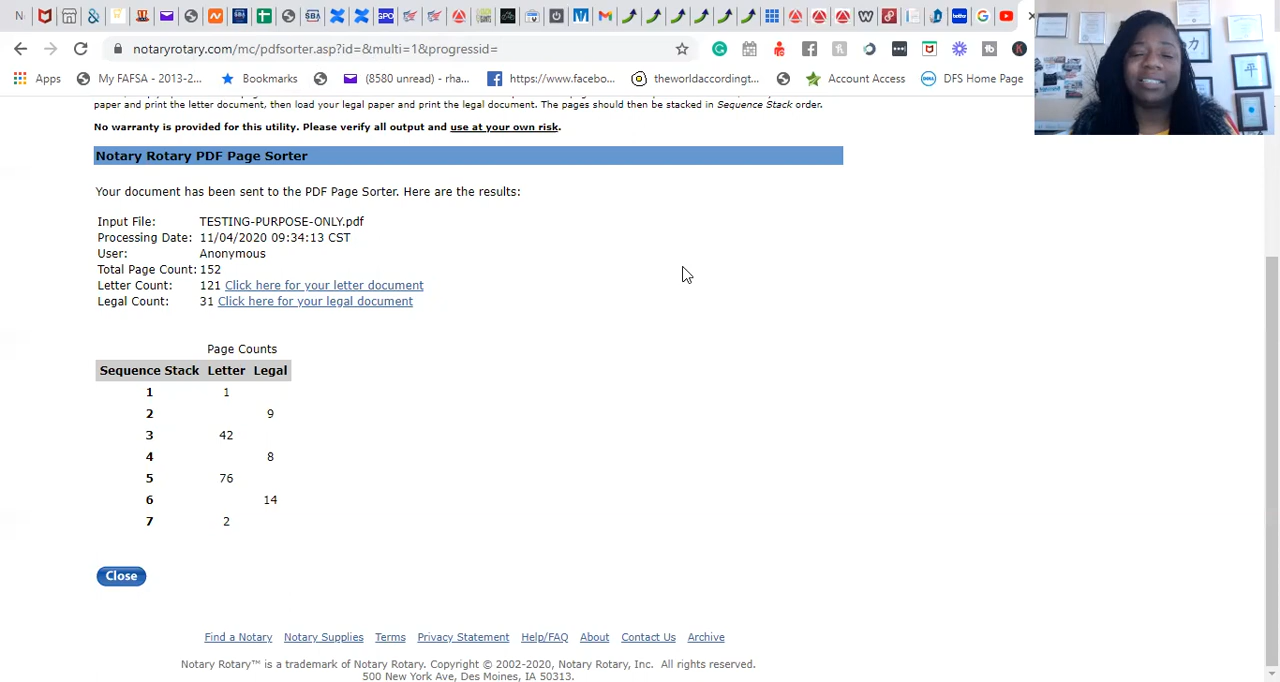 N
GPO
SBA
notaryrotary.com/mc/pdfsorter.asp?id=&multi=1&progressid=
Apps
My FAFSA - 2013-2...
Bookmarks
(8580 unread) - rha...
https://www.facebo...
theworldaccordingt...
Account Access
DFS Home Page
paper and print the letter document, then load your legal paper and print the legal document. The pages should then be stacked in Sequence Stack order.
No warranty is provided for this utility. Please verify all output and use at your own risk.
Notary Rotary PDF Page Sorter
Your document has been sent to the PDF Page Sorter. Here are the results:
Input File: TESTING-PURPOSE-ONLY.pdf
Processing Date: 11/04/2020 09:34:13 CST
User: Anonymous
Total Page Count: 152
Letter Count: 121 Click here for your letter document
Legal Count: 31 Click here for your legal document
Page Counts
Sequence Stack Letter Legal
1 1
2 9
3 42
4 8
5 76
6 14
7 2
Close
Find a Notary Notary Supplies Terms Privacy Statement Help/FAQ About Contact Us Archive
Notary Rotary™ is a trademark of Notary Rotary. Copyright © 2002-2020, Notary Rotary, Inc. All rights reserved.
500 New York Ave, Des Moines, IA 50313.